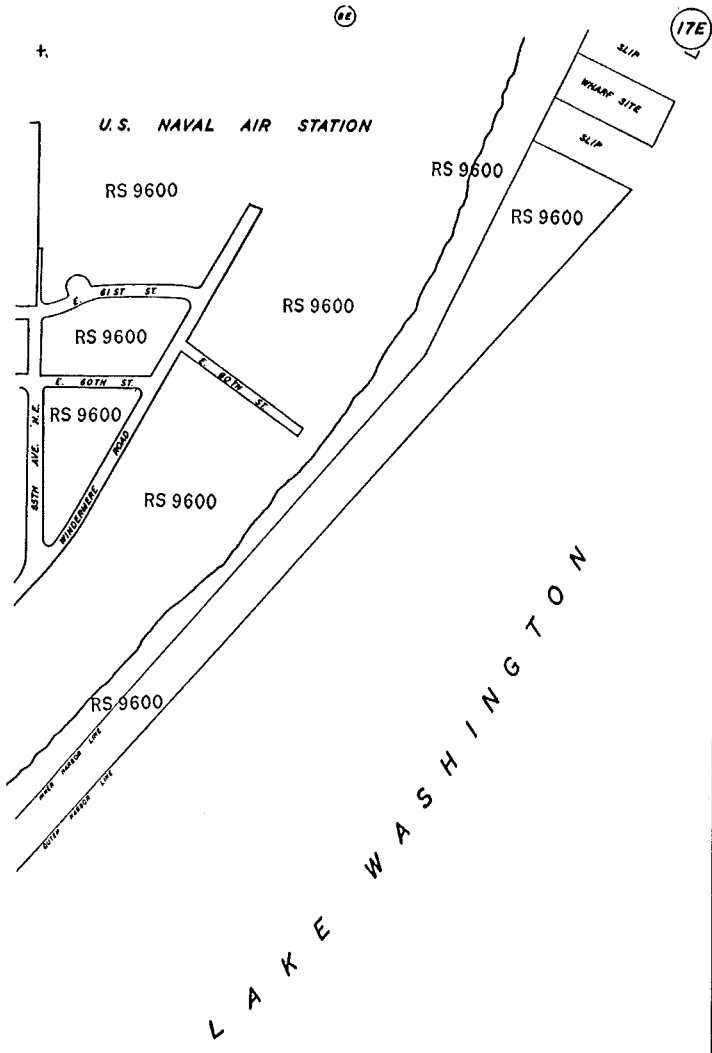 8E
17E
SLIP
WHARF SITE
SLIP
U.S. NAVAL AIR STATION
RS 9600
RS 9600
RS 9600
E. 61ST ST.
RS 9600
RS 9600
E. 60TH ST.
E. 60TH ST.
RS 9600
65TH AVE. N.E.
WINDERMERE ROAD
RS 9600
RS 9600
INNER HARBOR LINE
OUTER HARBOR LINE
LAKE WASHINGTON